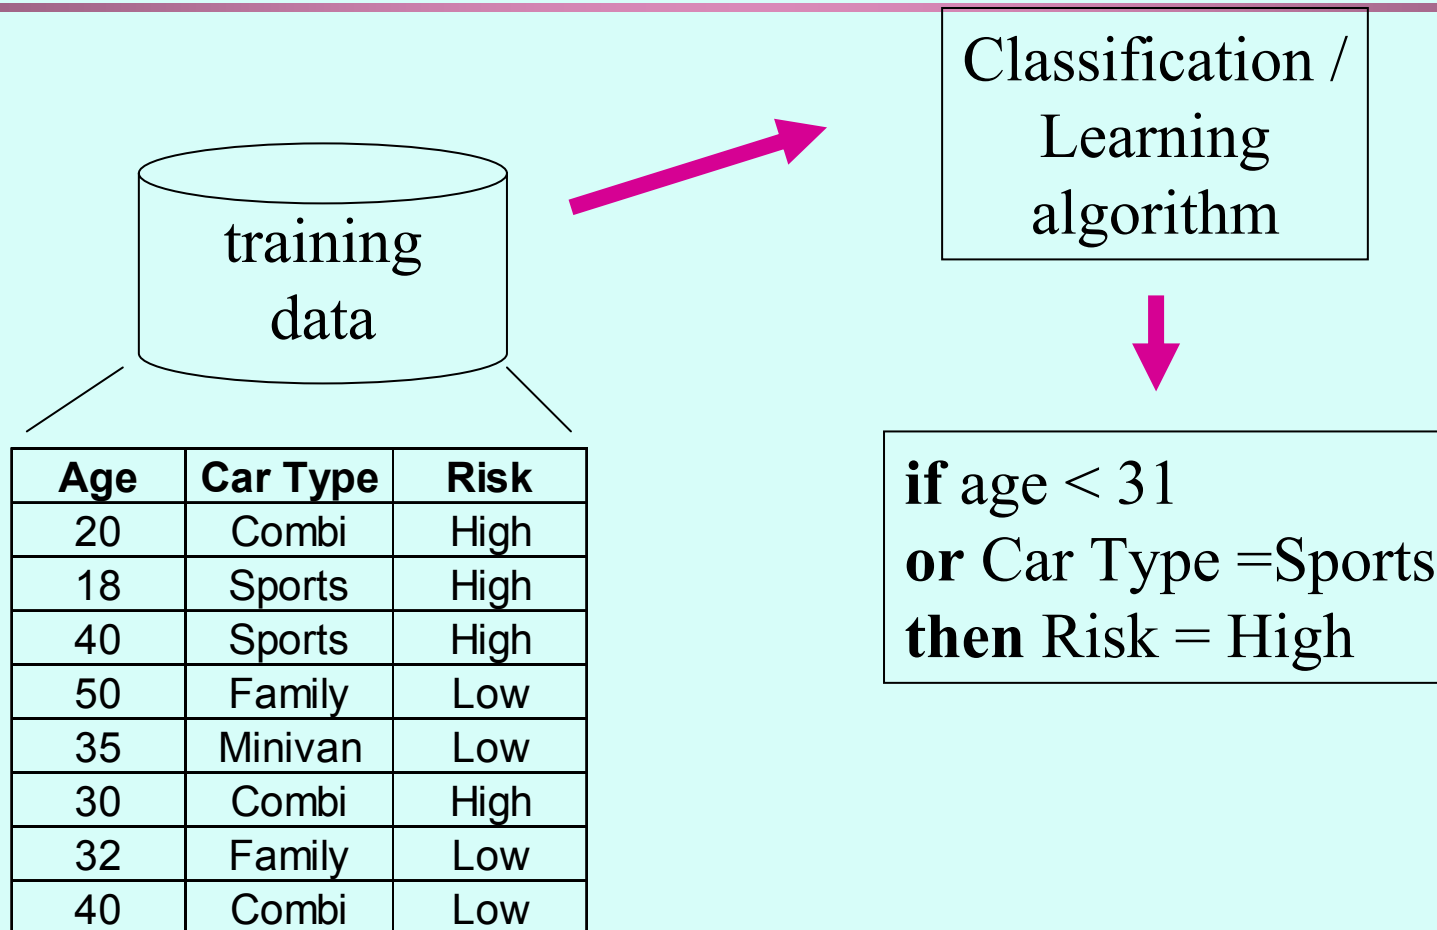 training
data
Classification /
Learning
algorithm
Age Car Type Risk
20 Combi High
18 Sports High
40 Sports High
50 Family Low
35 Minivan Low
30 Combi High
32 Family Low
40 Combi Low
if age < 31
or Car Type =Sports
then Risk = High